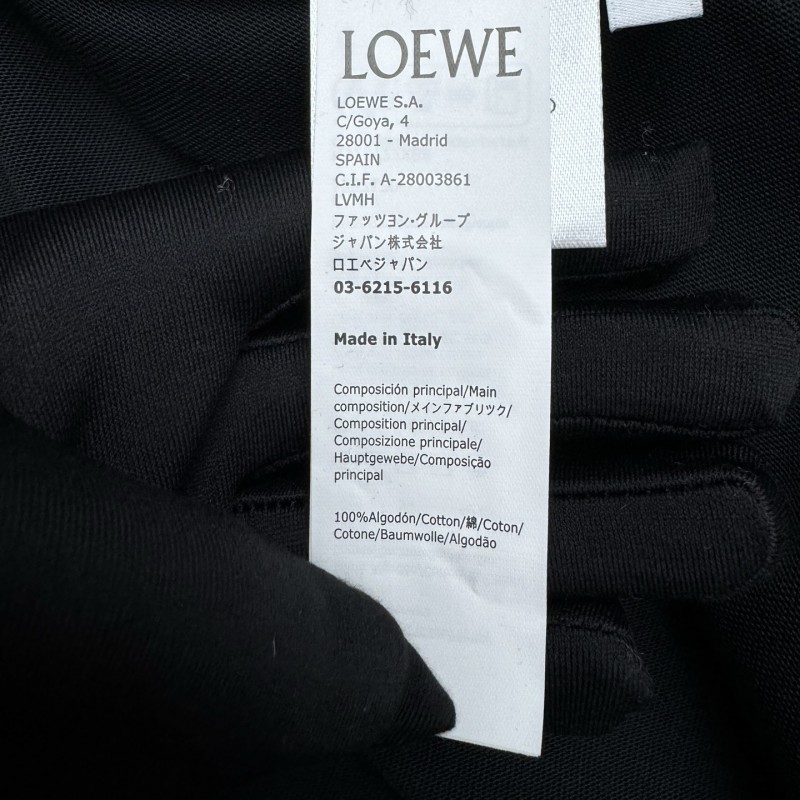 LOEWE
LOEWE S.A.
C/Goya, 4
28001 - Madrid
SPAIN
C.I.F. A-28003861
LVMH
ファッツヨン・グループ
ジャパン株式会社
ロエベジャパン
03-6215-6116
Made in Italy
Composición principal/Main
composition/メインファブリツク/
Composition principal/
Composizione principale/
Hauptgewebe/Composição
principal
100%Algodón/Cotton/綿/Coton/
Cotone/Baumwolle/Algodão